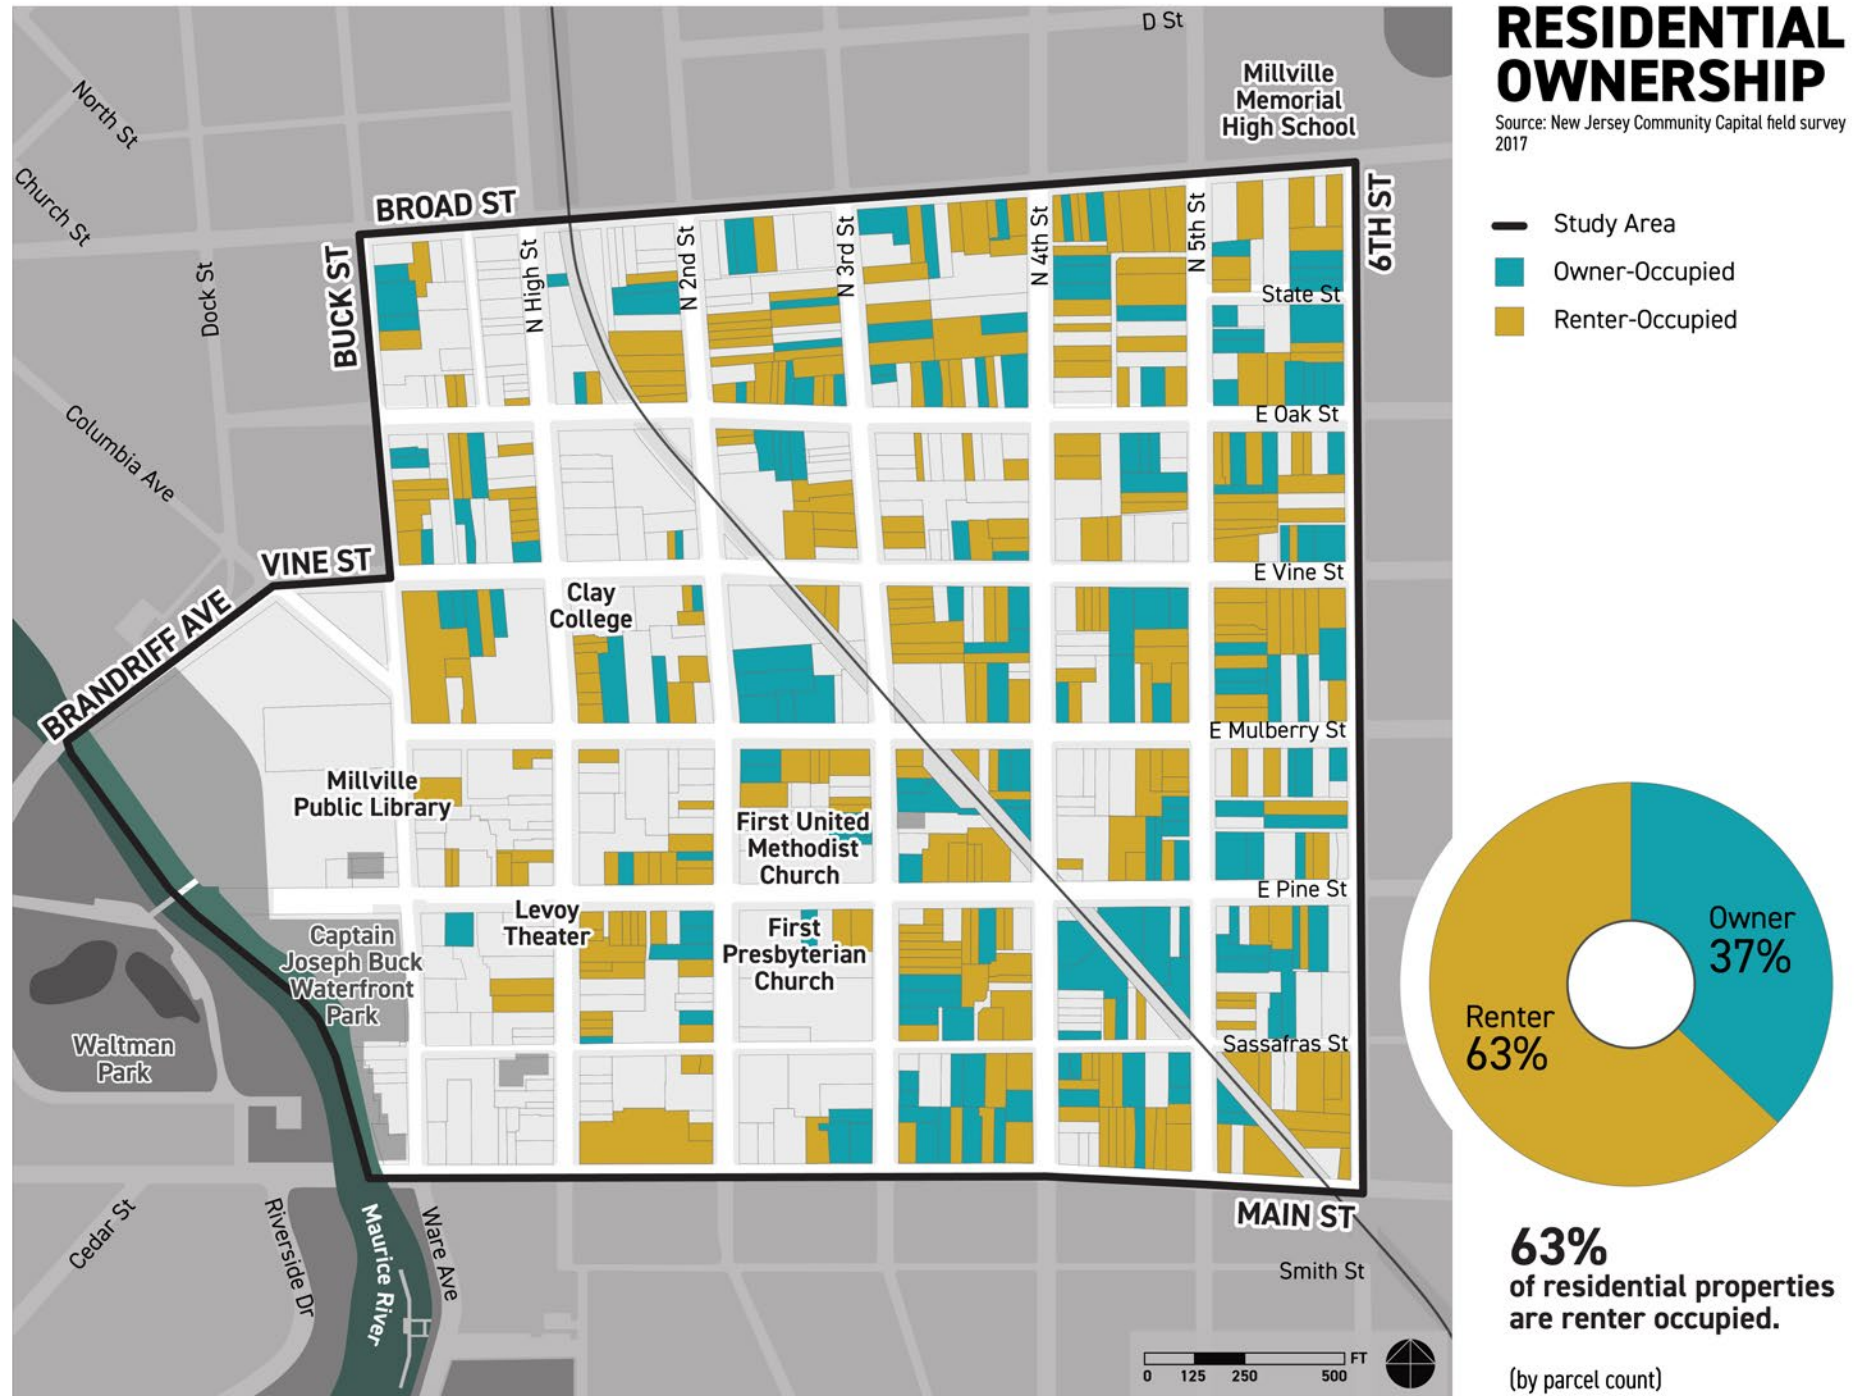 RESIDENTIAL
OWNERSHIP
Source: New Jersey Community Capital field survey
2017
Study Area
Owner-Occupied
Renter-Occupied
D St
Millville
Memorial
High School
North St
Church St
Dock St
Columbia Ave
BROAD ST
BUCK ST
N High St
N 2nd St
N 3rd St
N 4th St
N 5th St
6TH ST
State St
E Oak St
VINE ST
E Vine St
BRANDRIFF AVE
Clay
College
E Mulberry St
Millville
Public Library
First United
Methodist
Church
E Pine St
Levoy
Theater
First
Presbyterian
Church
Captain
Joseph Buck
Waterfront
Park
Waltman
Park
Sassafras St
MAIN ST
Cedar St
Riverside Dr
Maurice River
Ware Ave
Smith St
0 125 250 500 FT
Owner
37%
Renter
63%
63%
of residential properties
are renter occupied.
(by parcel count)